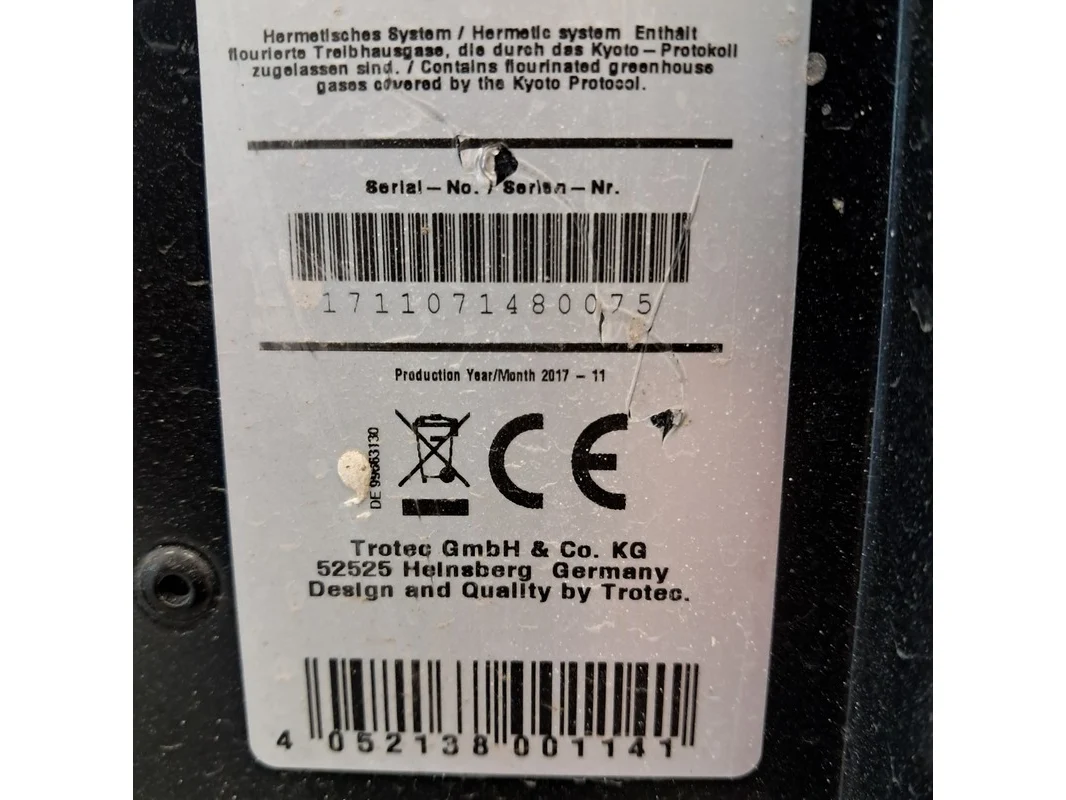 Hermetisches System / Hermetic system Enthält
flourierte Treibhausgase, die durch das Kyoto – Protokoll
zugelassen sind. / Contains flourinated greenhouse
gases covered by the Kyoto Protocol.
Serial – No. / Serien – Nr.
1711071480075
Production Year/Month 2017 – 11
DE 99663130
CE
Trotec GmbH & Co. KG
52525 Heinsberg Germany
Design and Quality by Trotec.
4 052138 001141